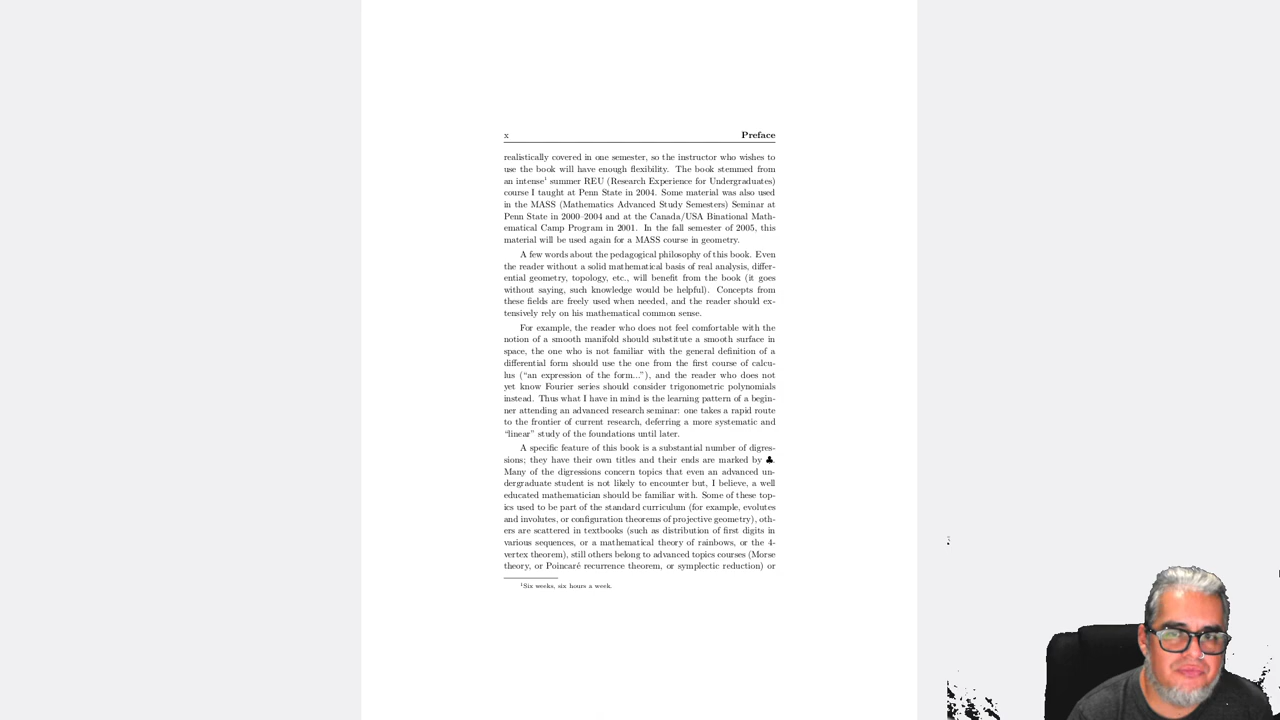 x Preface
realistically covered in one semester, so the instructor who wishes to
use the book will have enough flexibility. The book stemmed from
an intense¹ summer REU (Research Experience for Undergraduates)
course I taught at Penn State in 2004. Some material was also used
in the MASS (Mathematics Advanced Study Semesters) Seminar at
Penn State in 2000–2004 and at the Canada/USA Binational Math-
ematical Camp Program in 2001. In the fall semester of 2005, this
material will be used again for a MASS course in geometry.
A few words about the pedagogical philosophy of this book. Even
the reader without a solid mathematical basis of real analysis, differ-
ential geometry, topology, etc., will benefit from the book (it goes
without saying, such knowledge would be helpful). Concepts from
these fields are freely used when needed, and the reader should ex-
tensively rely on his mathematical common sense.
For example, the reader who does not feel comfortable with the
notion of a smooth manifold should substitute a smooth surface in
space, the one who is not familiar with the general definition of a
differential form should use the one from the first course of calcu-
lus (“an expression of the form...”), and the reader who does not
yet know Fourier series should consider trigonometric polynomials
instead. Thus what I have in mind is the learning pattern of a begin-
ner attending an advanced research seminar: one takes a rapid route
to the frontier of current research, deferring a more systematic and
“linear” study of the foundations until later.
A specific feature of this book is a substantial number of digres-
sions; they have their own titles and their ends are marked by ♣.
Many of the digressions concern topics that even an advanced un-
dergraduate student is not likely to encounter but, I believe, a well
educated mathematician should be familiar with. Some of these top-
ics used to be part of the standard curriculum (for example, evolutes
and involutes, or configuration theorems of projective geometry), oth-
ers are scattered in textbooks (such as distribution of first digits in
various sequences, or a mathematical theory of rainbows, or the 4-
vertex theorem), still others belong to advanced topics courses (Morse
theory, or Poincaré recurrence theorem, or symplectic reduction) or
¹Six weeks, six hours a week.